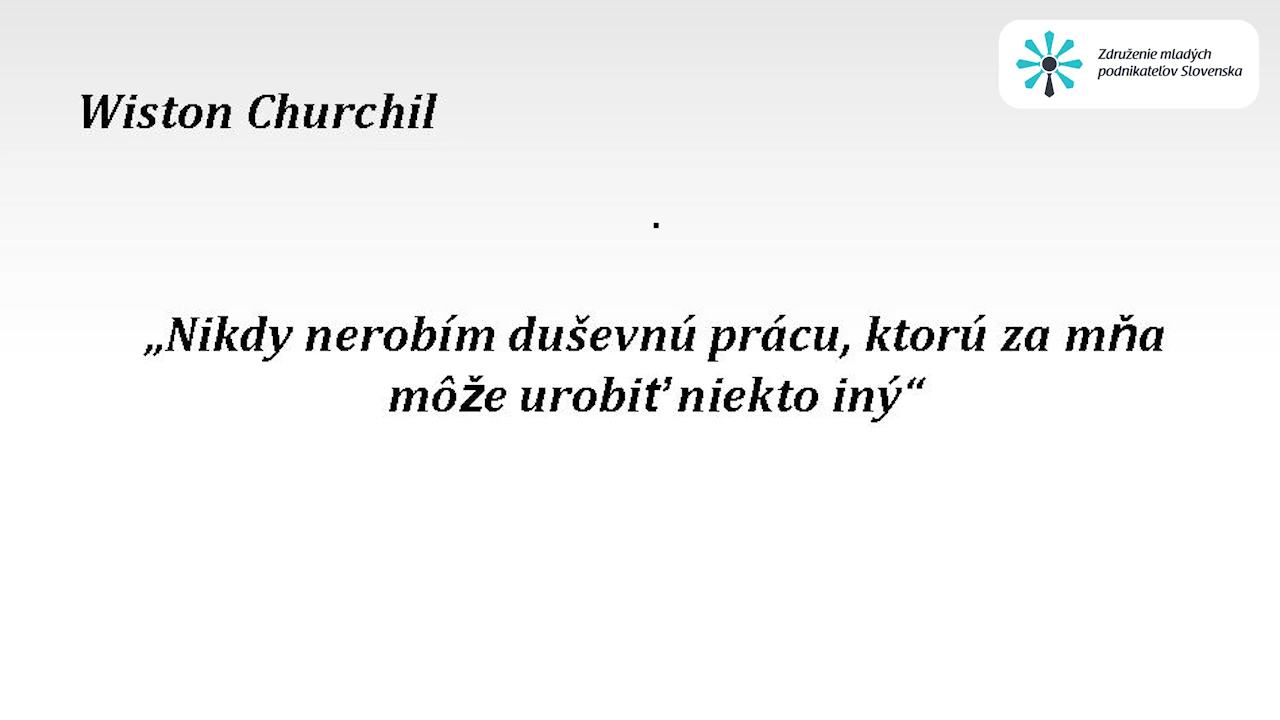 Združenie mladých
podnikateľov Slovenska
Wiston Churchil
.
„Nikdy nerobím duševnú prácu, ktorú za mňa
môže urobiť niekto iný“